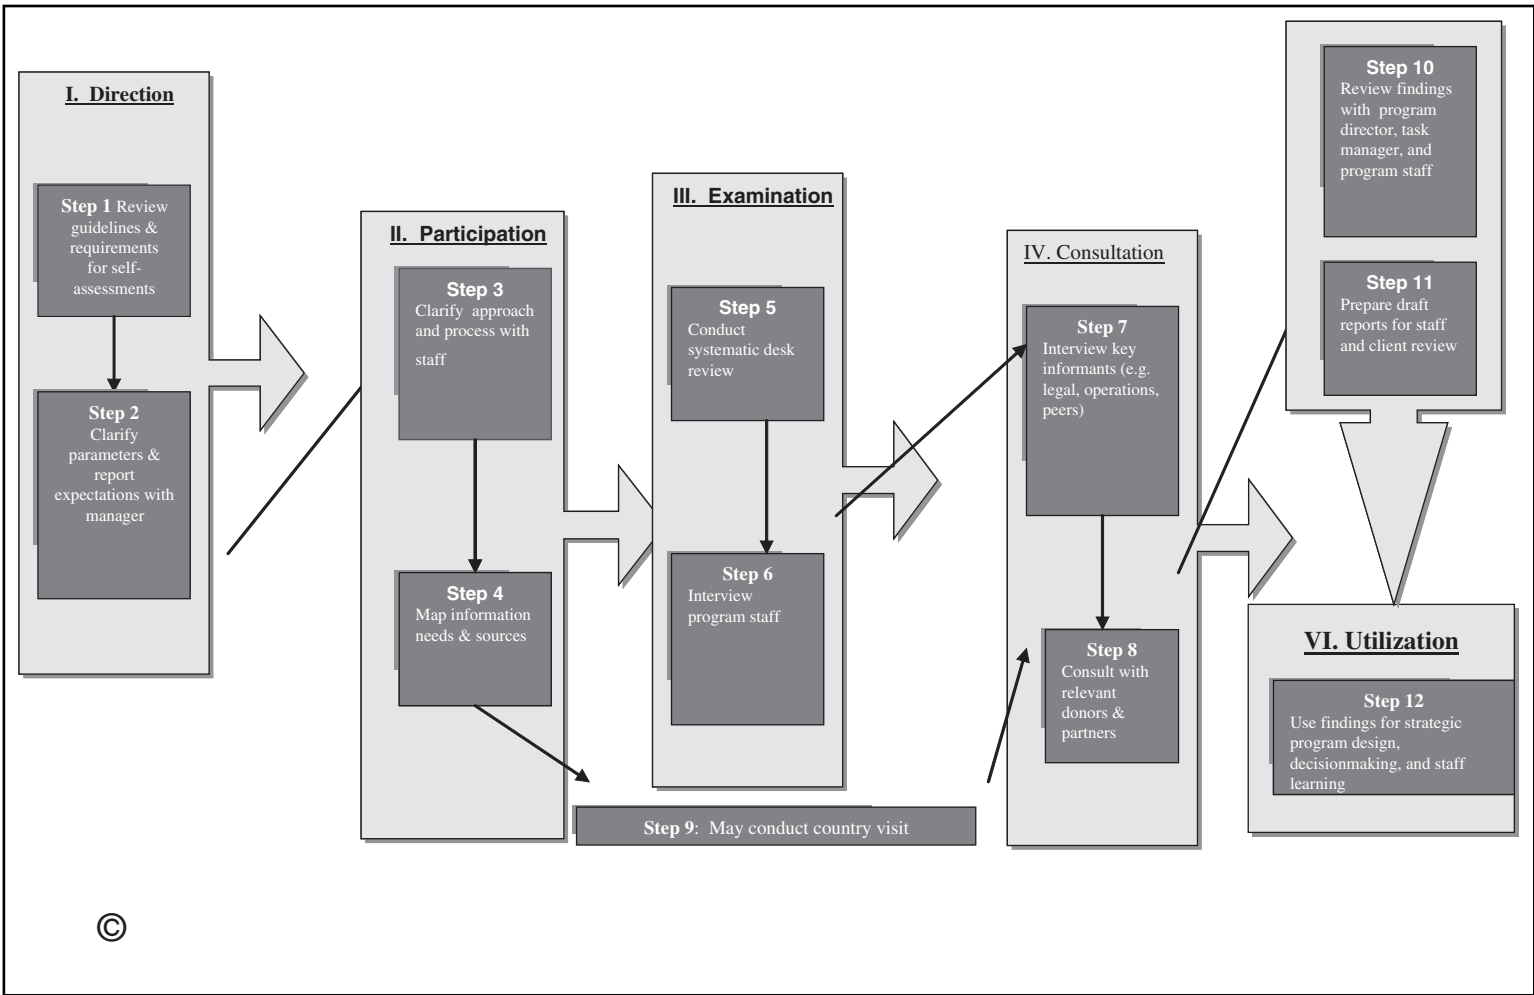 I. Direction
Step 1 Review
guidelines &
requirements
for self-
assessments
Step 2
Clarify
parameters &
report
expectations with
manager
II. Participation
Step 3
Clarify approach
and process with
staff
Step 4
Map information
needs & sources
III. Examination
Step 5
Conduct
systematic desk
review
Step 6
Interview
program staff
Step 9: May conduct country visit
IV. Consultation
Step 7
Interview key
informants (e.g.
legal, operations,
peers)
Step 8
Consult with
relevant
donors &
partners
Step 10
Review findings
with program
director, task
manager, and
program staff
Step 11
Prepare draft
reports for staff
and client review
VI. Utilization
Step 12
Use findings for strategic
program design,
decisionmaking, and staff
learning
©